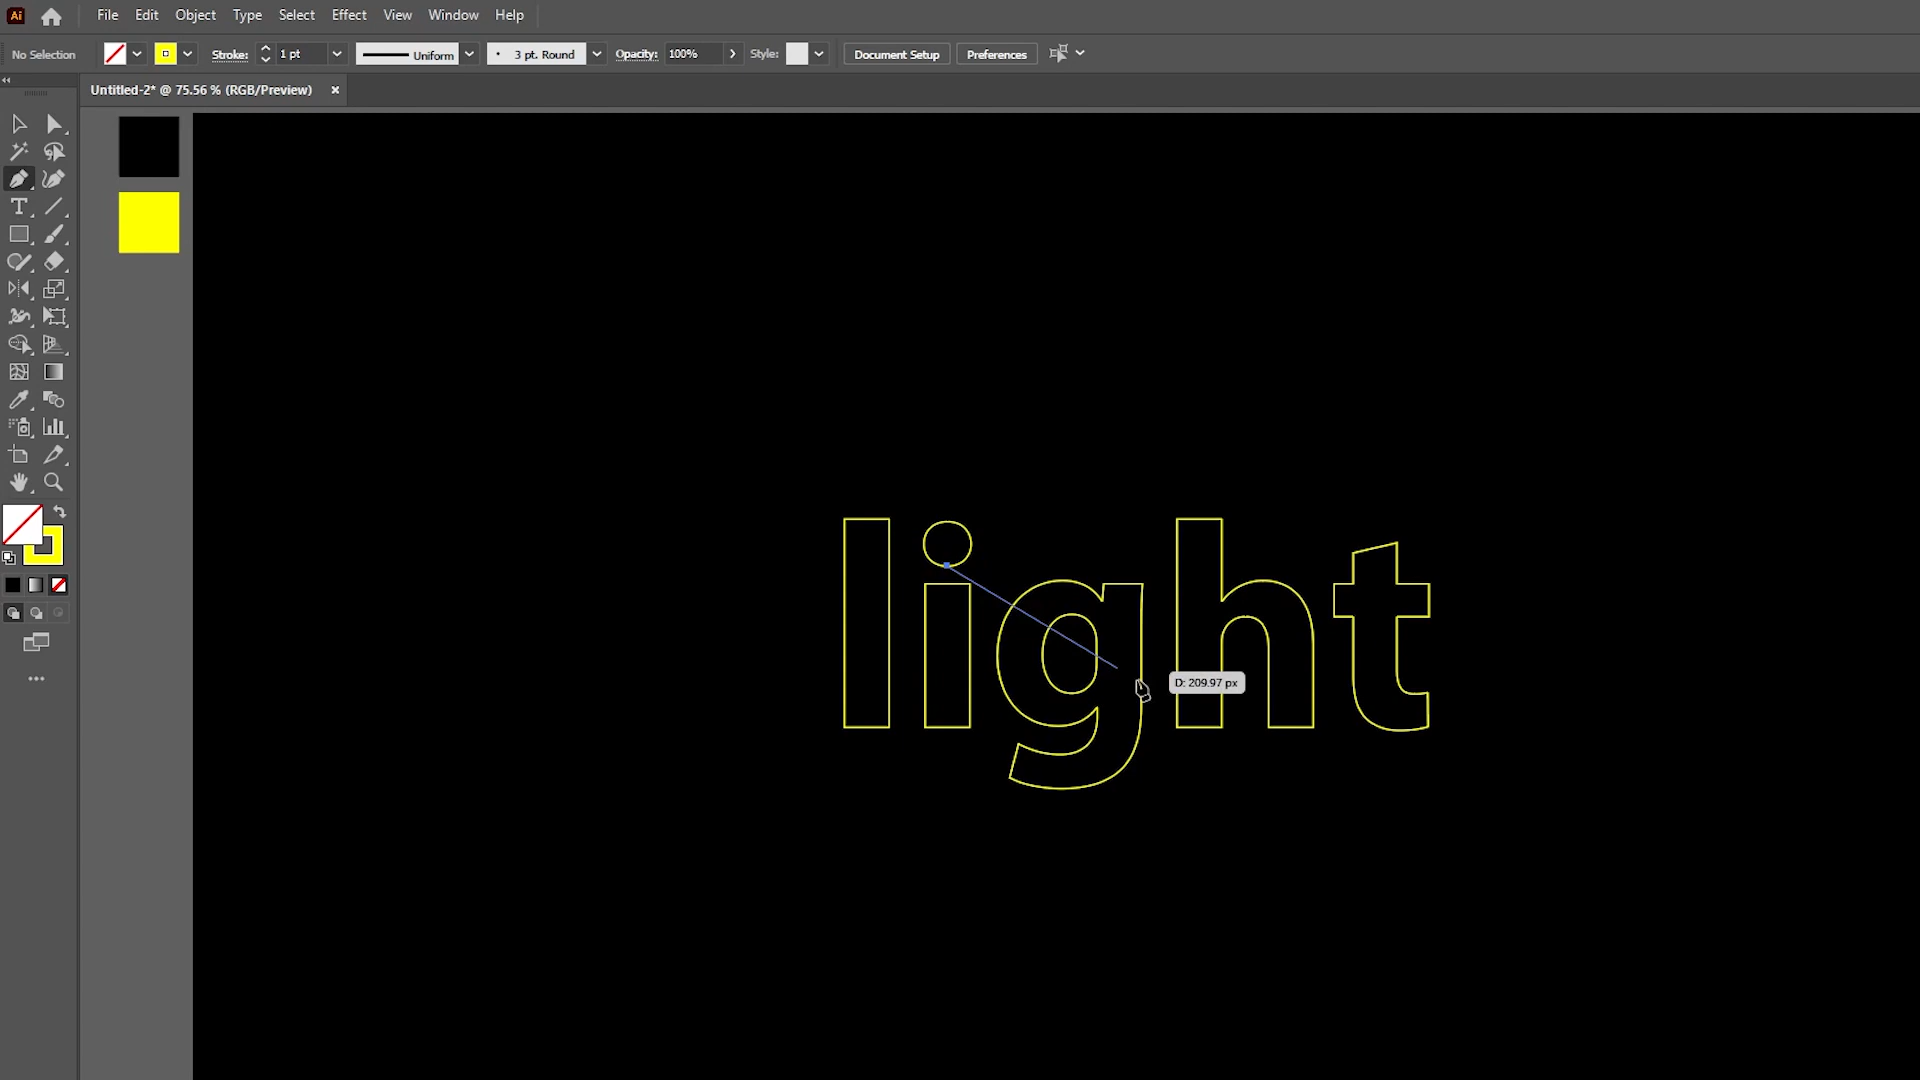 Ai File Edit Object Type Select Effect View Window Help
No Selection Stroke: 1 pt Uniform 3 pt. Round Opacity: 100% Style: Document Setup Preferences
Untitled-2* @ 75.56 % (RGB/Preview) ×
light
D: 209.97 px